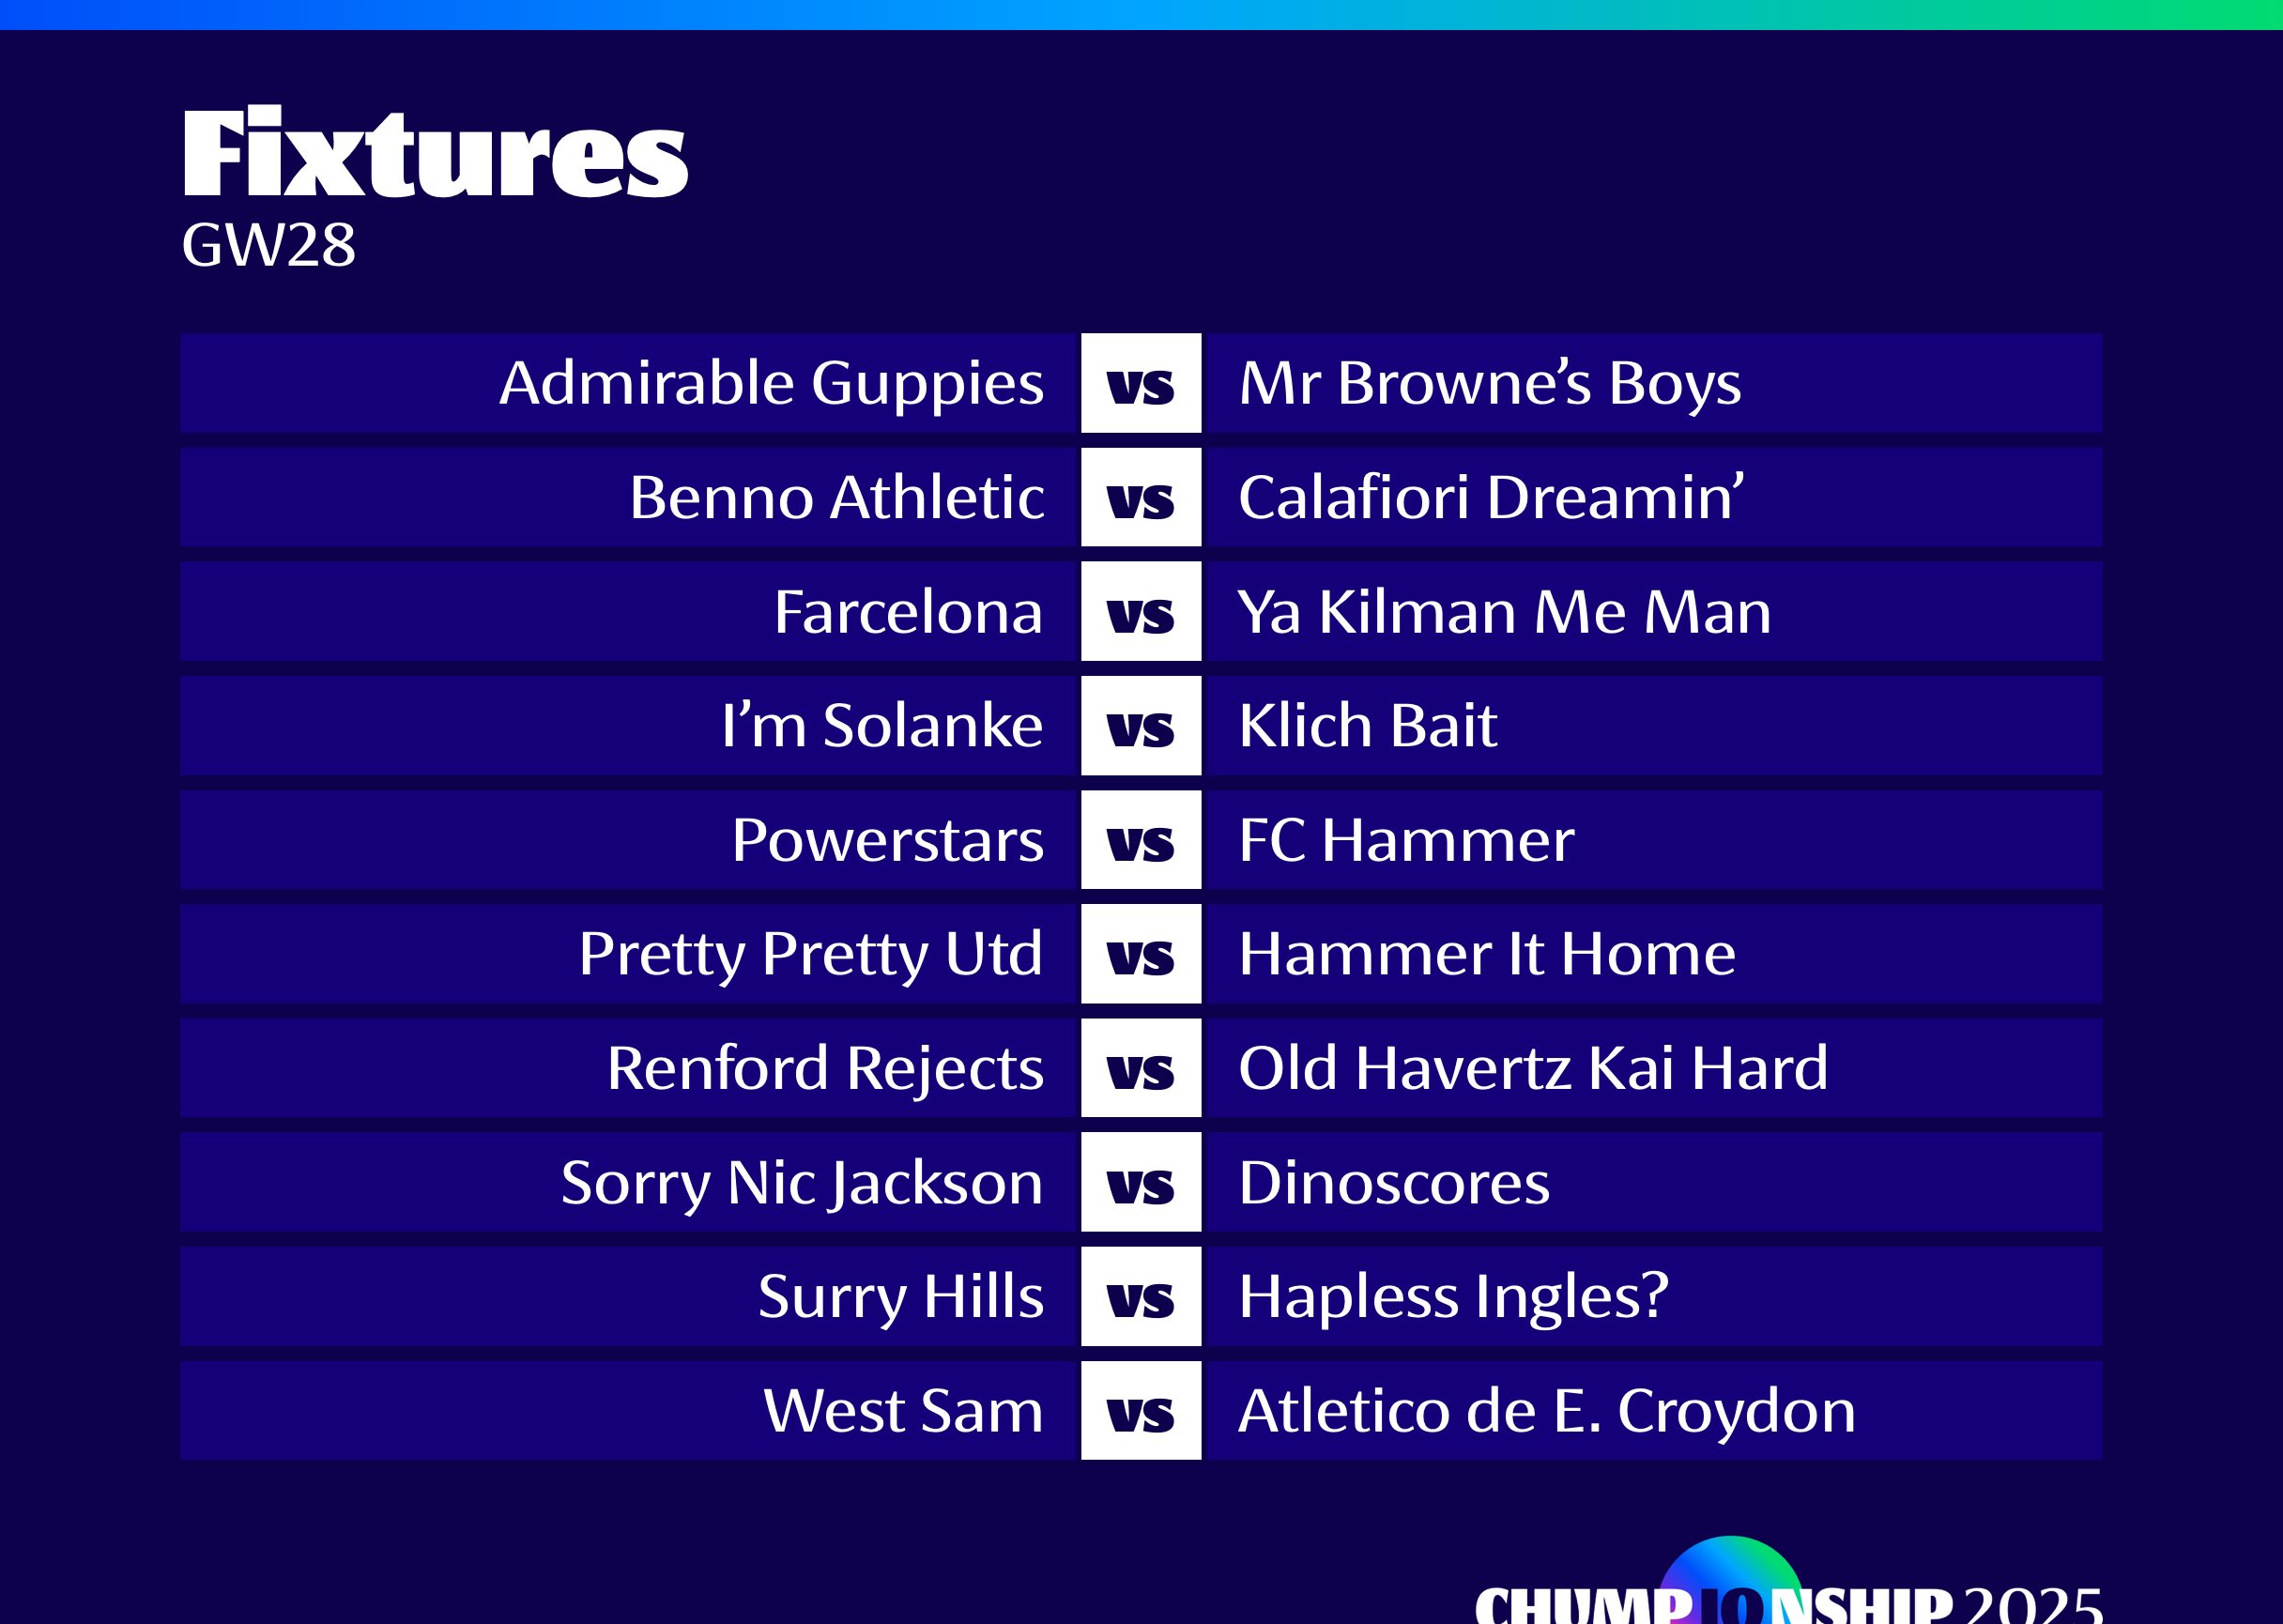 Fixtures
GW28
Admirable Guppies vs Mr Browne’s Boys
Benno Athletic vs Calafiori Dreamin’
Farcelona vs Ya Kilman Me Man
I’m Solanke vs Klich Bait
Powerstars vs FC Hammer
Pretty Pretty Utd vs Hammer It Home
Renford Rejects vs Old Havertz Kai Hard
Sorry Nic Jackson vs Dinoscores
Surry Hills vs Hapless Ingles?
West Sam vs Atletico de E. Croydon
CHUMPIONSHIP 2025